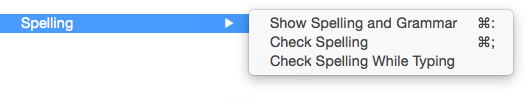 Spelling
Show Spelling and Grammar ⌘:
Check Spelling ⌘;
Check Spelling While Typing